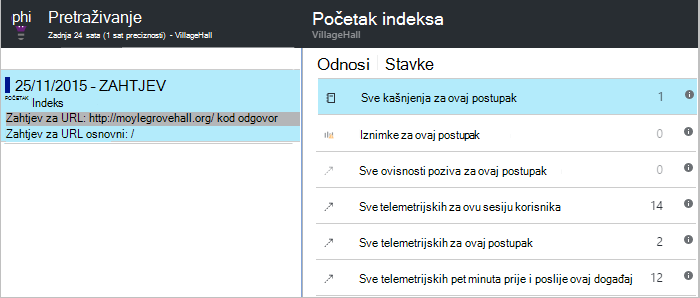 phi
Pretraživanje
Zadnja 24 sata (1 sat preciznosti) - VillageHall
25/11/2015 - ZAHTJEV
POČETAK Indeks
Zahtjev za URL: http://moylegrovehall.org/ kod odgovor
Zahtjev za URL osnovni: /
Početak indeksa
VillageHall
Odnosi Stavke
Sve kašnjenja za ovaj postupak 1
Iznimke za ovaj postupak 0
Sve ovisnosti poziva za ovaj postupak 0
Sve telemetrijskih za ovu sesiju korisnika 14
Sve telemetrijskih za ovaj postupak 2
Sve telemetrijskih pet minuta prije i poslije ovaj događaj 12